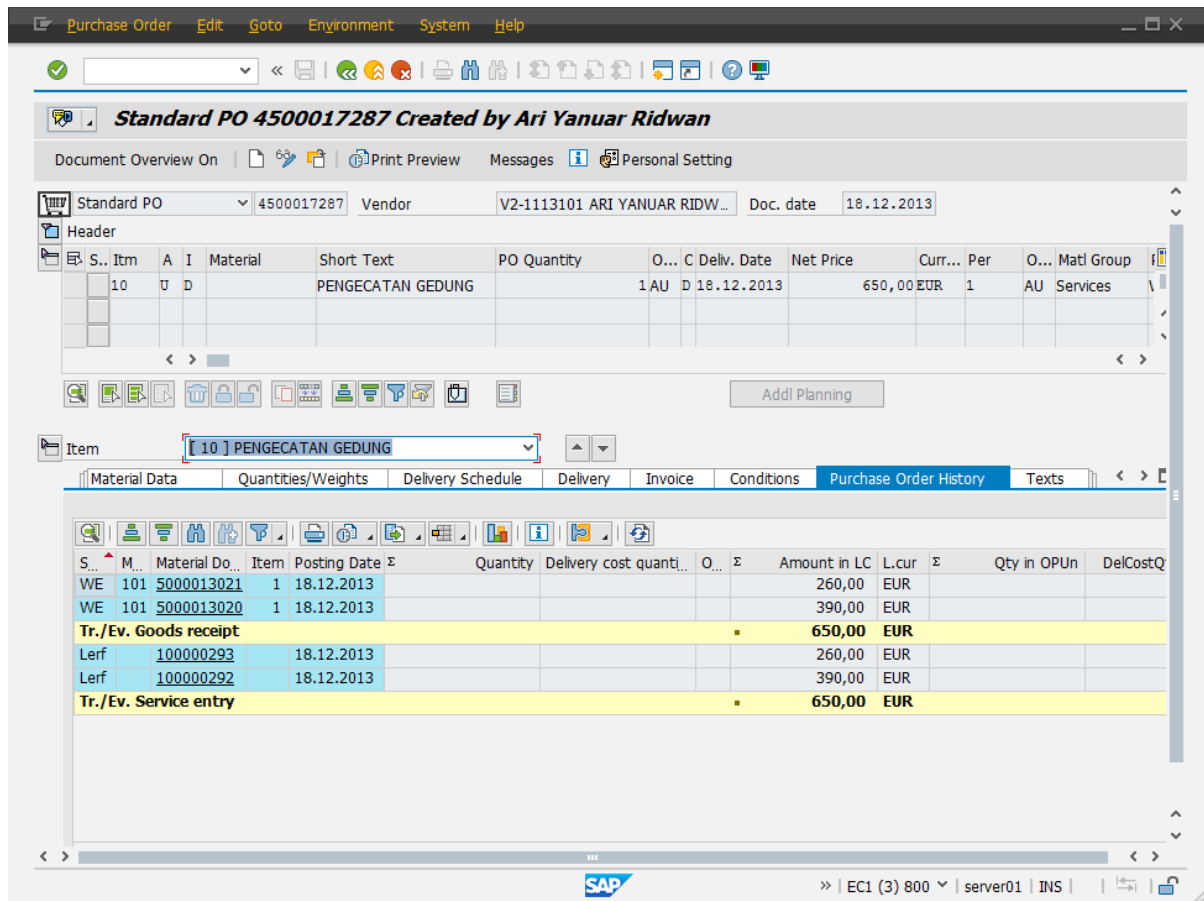 Purchase Order Edit Goto Environment System Help
Standard PO 4500017287 Created by Ari Yanuar Ridwan
Document Overview On Print Preview Messages Personal Setting
Standard PO 4500017287 Vendor V2-1113101 ARI YANUAR RIDW... Doc. date 18.12.2013
Header
S.. Itm A I Material Short Text PO Quantity O... C Deliv. Date Net Price Curr... Per O... Matl Group
10 U D PENGECATAN GEDUNG 1 AU D 18.12.2013 650,00 EUR 1 AU Services
Addl Planning
Item [ 10 ] PENGECATAN GEDUNG
Material Data Quantities/Weights Delivery Schedule Delivery Invoice Conditions Purchase Order History Texts
S... M... Material Do... Item Posting Date Σ Quantity Delivery cost quanti... O... Σ Amount in LC L.cur Σ Qty in OPUn DelCostQ
WE 101 5000013021 1 18.12.2013 260,00 EUR
WE 101 5000013020 1 18.12.2013 390,00 EUR
Tr./Ev. Goods receipt 650,00 EUR
Lerf 100000293 18.12.2013 260,00 EUR
Lerf 100000292 18.12.2013 390,00 EUR
Tr./Ev. Service entry 650,00 EUR
SAP EC1 (3) 800 server01 INS